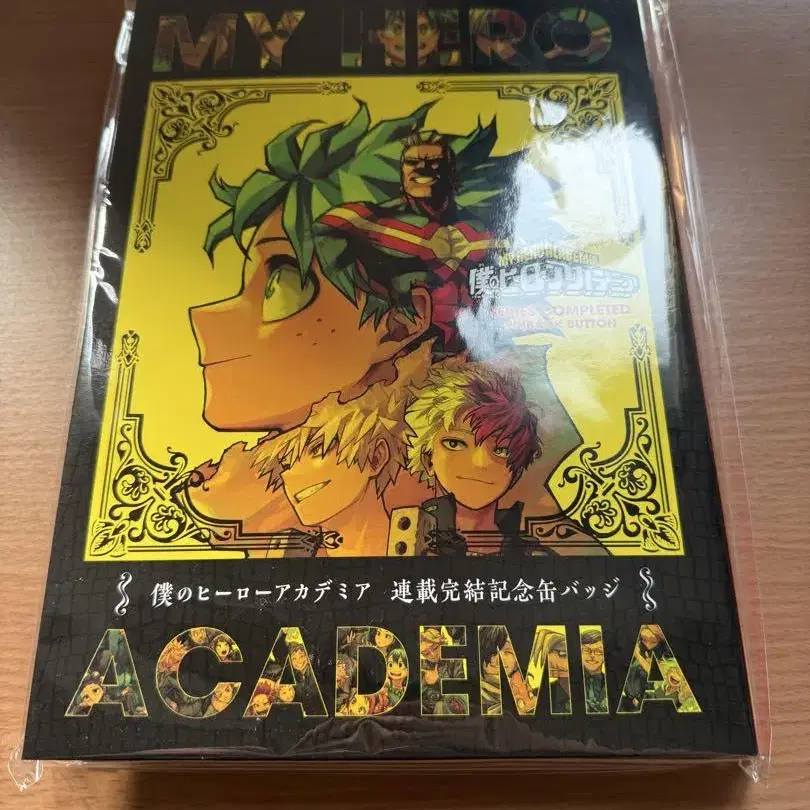 MY HERO
僕のヒーローアカデミア
SERIES COMPLETED
BUTTON
僕のヒーローアカデミア 連載完結記念缶バッジ
ACADEMIA